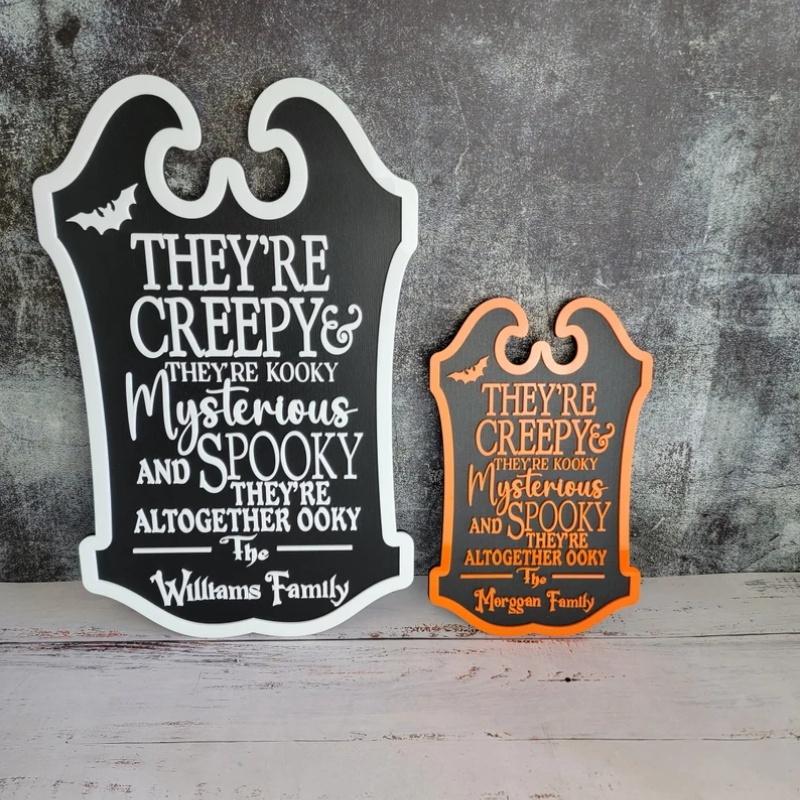 THEY'RE
CREEPY&
THEY'RE KOOKY
Mysterious
AND SPOOKY
THEY'RE
ALTOGETHER OOKY
The
Williams Family
THEY'RE
CREEPY&
THEY'RE KOOKY
Mysterious
AND SPOOKY
THEY'RE
ALTOGETHER OOKY
The
Morggan Family